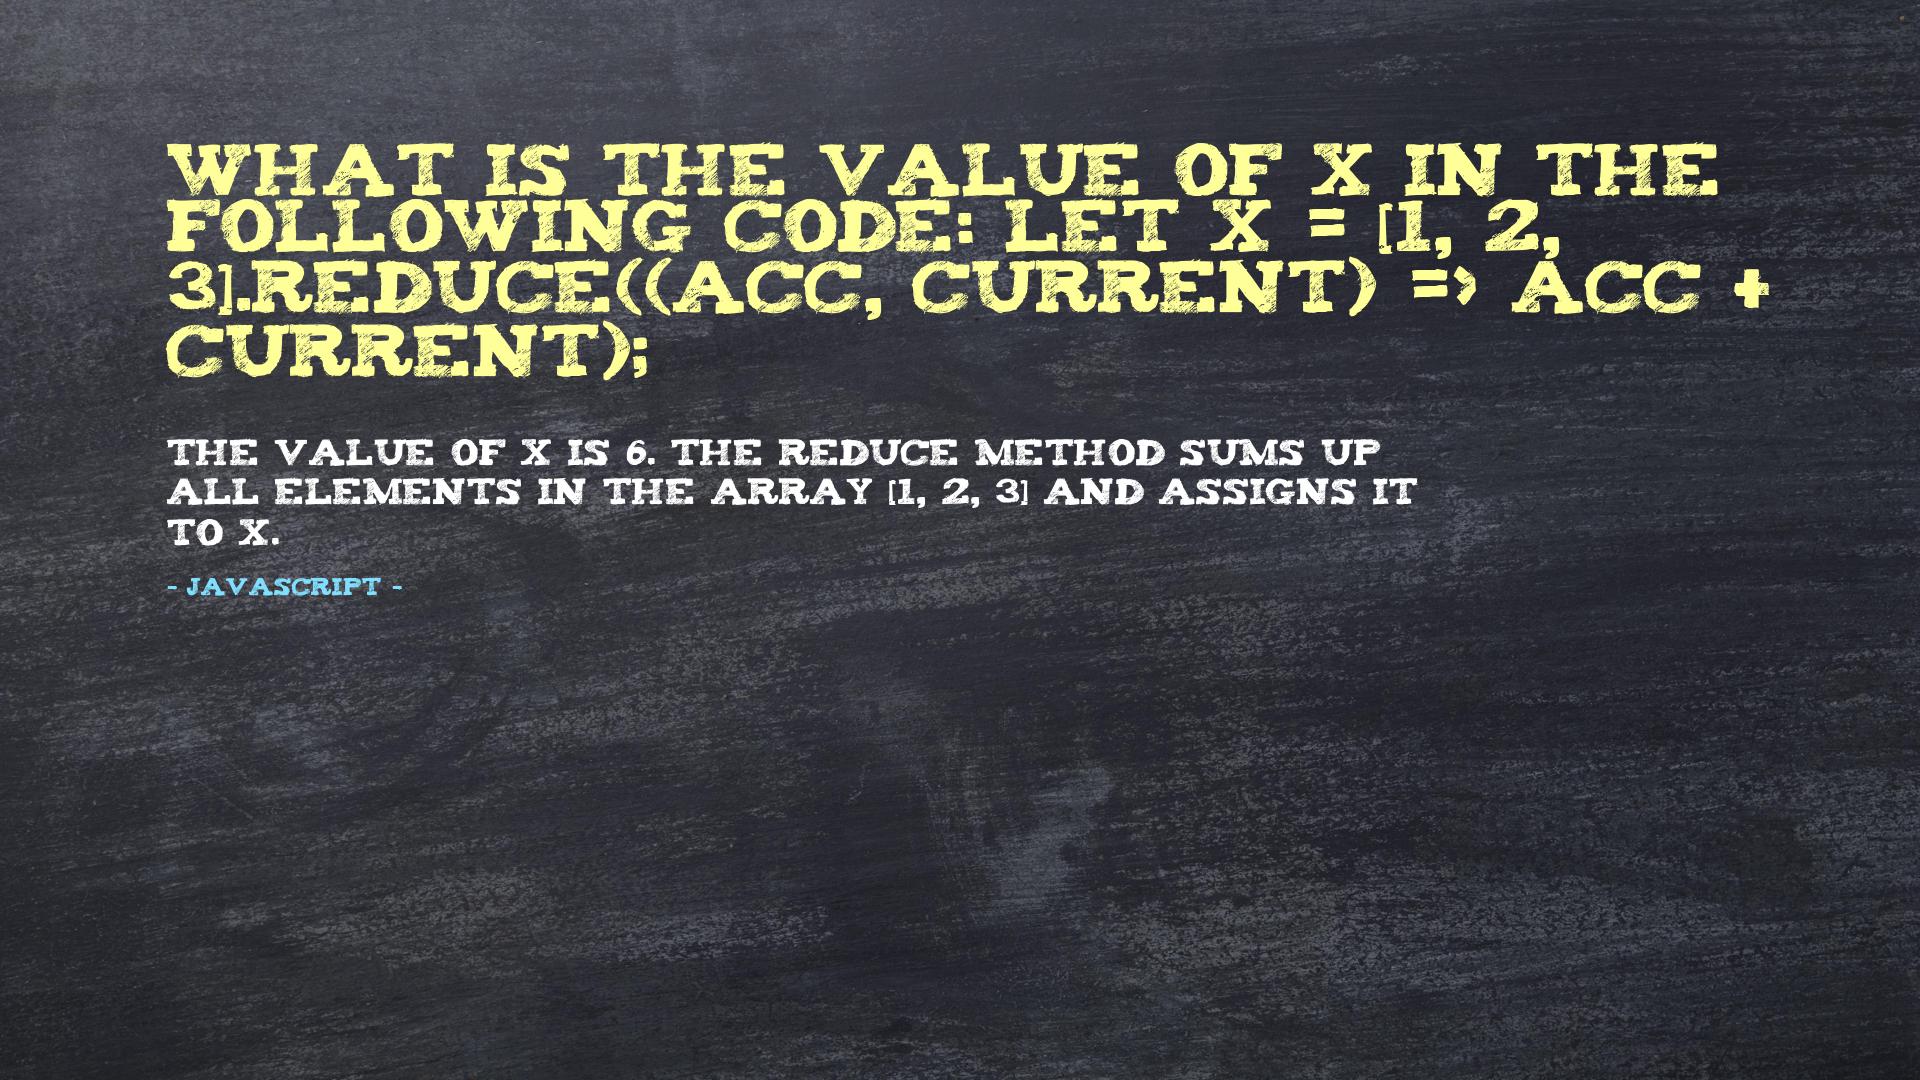 WHAT IS THE VALUE OF X IN THE
FOLLOWING CODE: LET X = [1, 2,
3].REDUCE((ACC, CURRENT) => ACC +
CURRENT);
THE VALUE OF X IS 6. THE REDUCE METHOD SUMS UP
ALL ELEMENTS IN THE ARRAY [1, 2, 3] AND ASSIGNS IT
TO X.
- JAVASCRIPT -